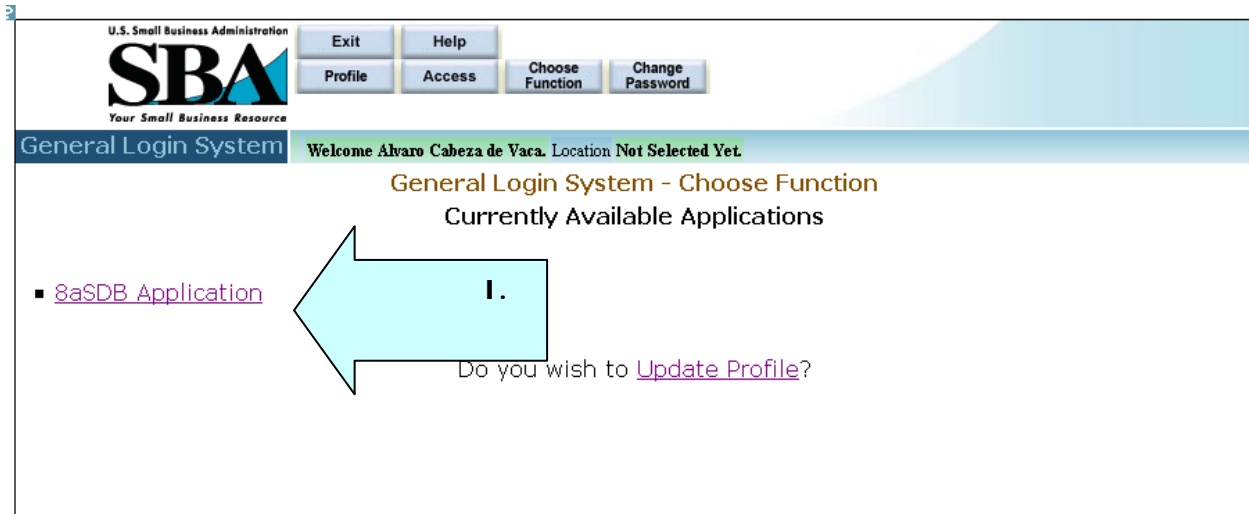 U.S. Small Business Administration
SBA
Your Small Business Resource
Exit Help
Profile Access Choose Function Change Password
General Login System Welcome Alvaro Cabeza de Vaca. Location Not Selected Yet.
General Login System - Choose Function
Currently Available Applications
8aSDB Application
I.
Do you wish to Update Profile?